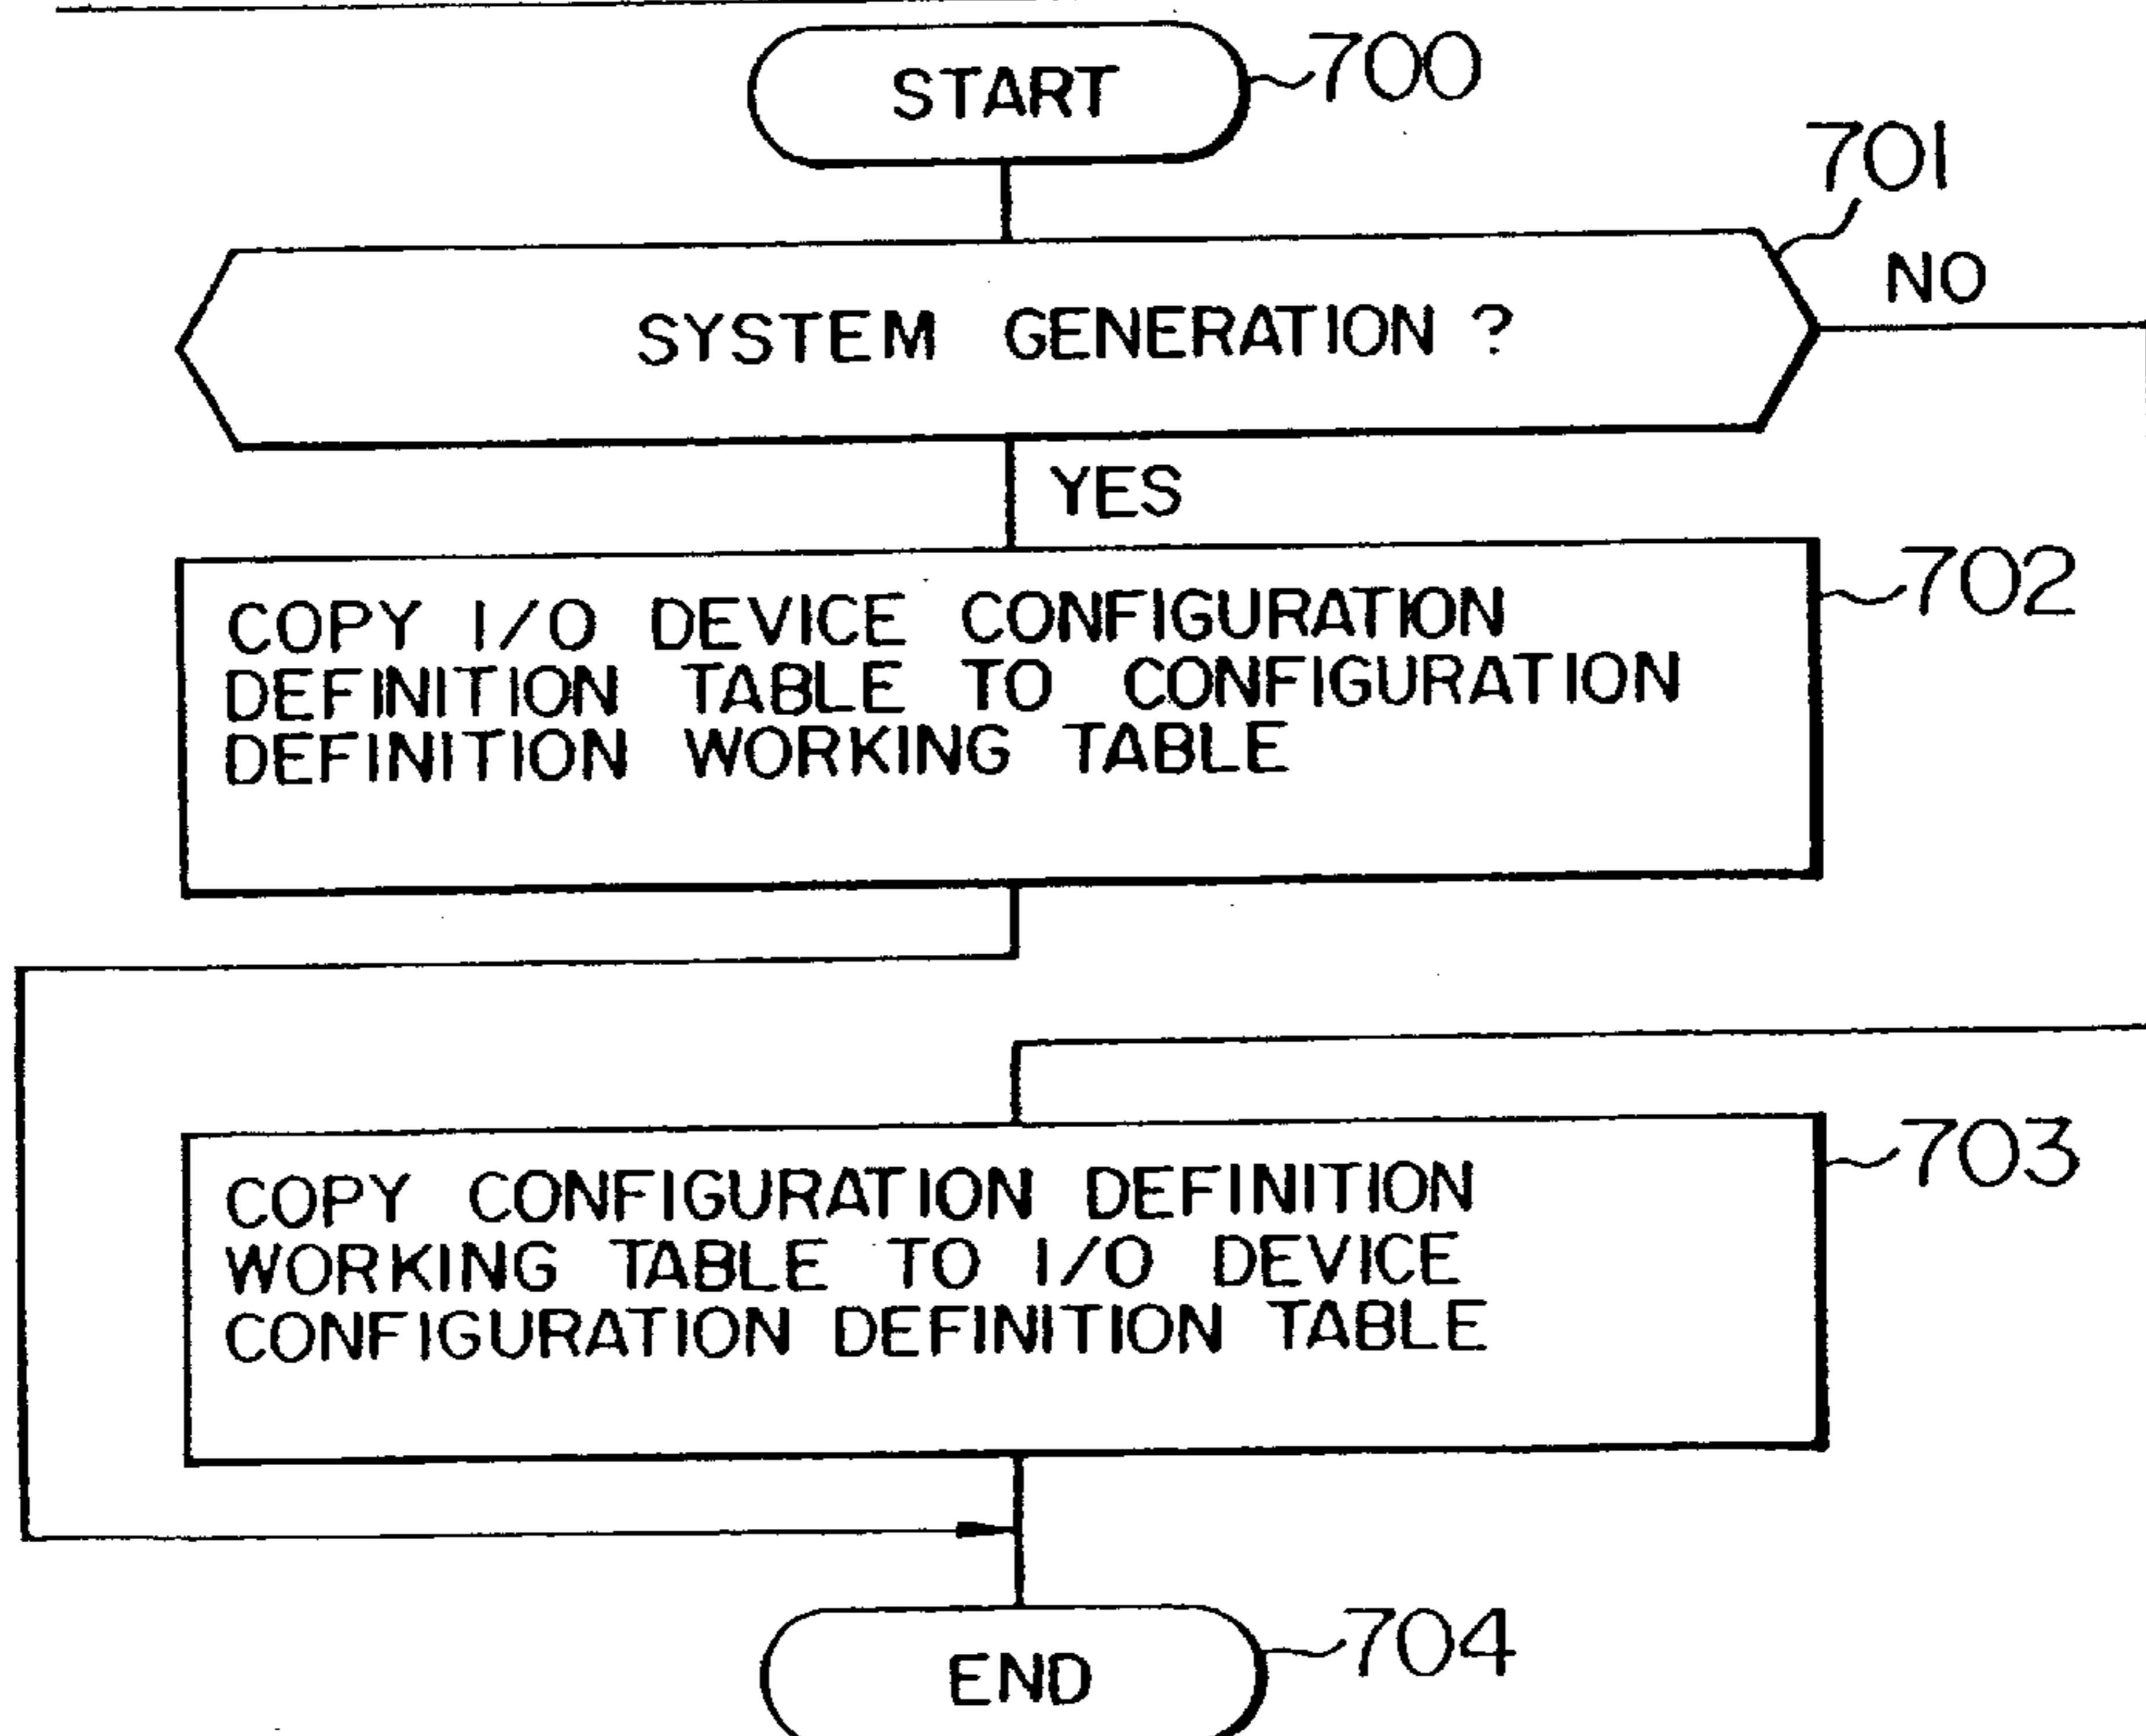 START
700
701
NO
SYSTEM GENERATION ?
YES
702
COPY I/O DEVICE CONFIGURATION
DEFINITION TABLE TO CONFIGURATION
DEFINITION WORKING TABLE
703
COPY CONFIGURATION DEFINITION
WORKING TABLE TO I/O DEVICE
CONFIGURATION DEFINITION TABLE
704
END